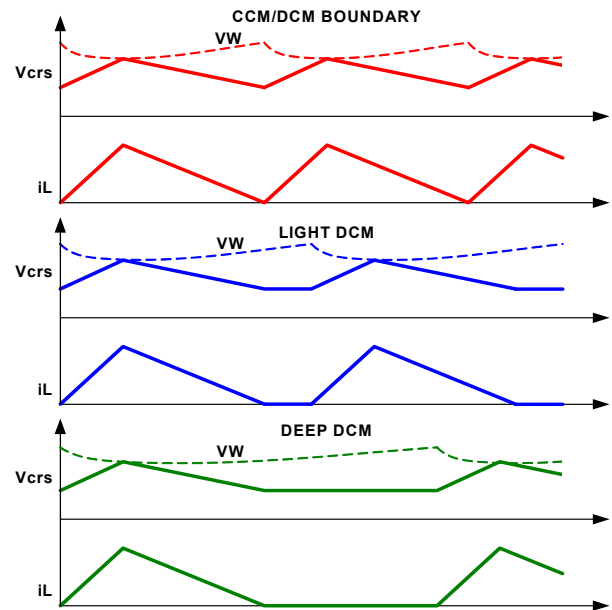 CCM/DCM BOUNDARY
VW
Vcrs
iL
LIGHT DCM
VW
Vcrs
iL
DEEP DCM
VW
Vcrs
iL